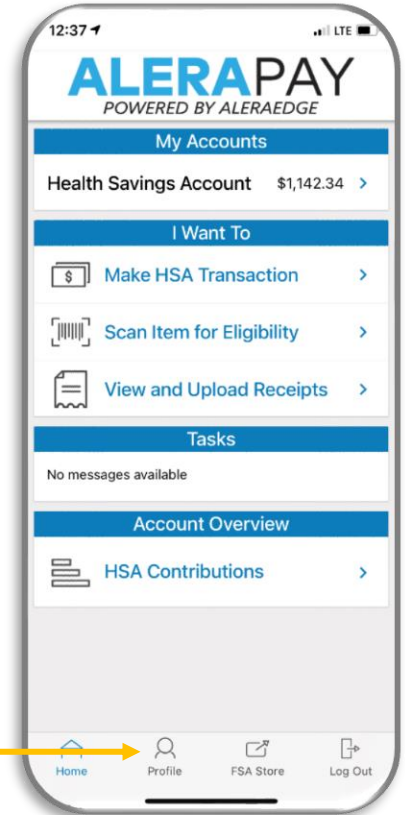 12:37 LTE
ALERAPAY
POWERED BY ALERAEDGE
My Accounts
Health Savings Account $1,142.34
I Want To
Make HSA Transaction
Scan Item for Eligibility
View and Upload Receipts
Tasks
No messages available
Account Overview
HSA Contributions
Home Profile FSA Store Log Out